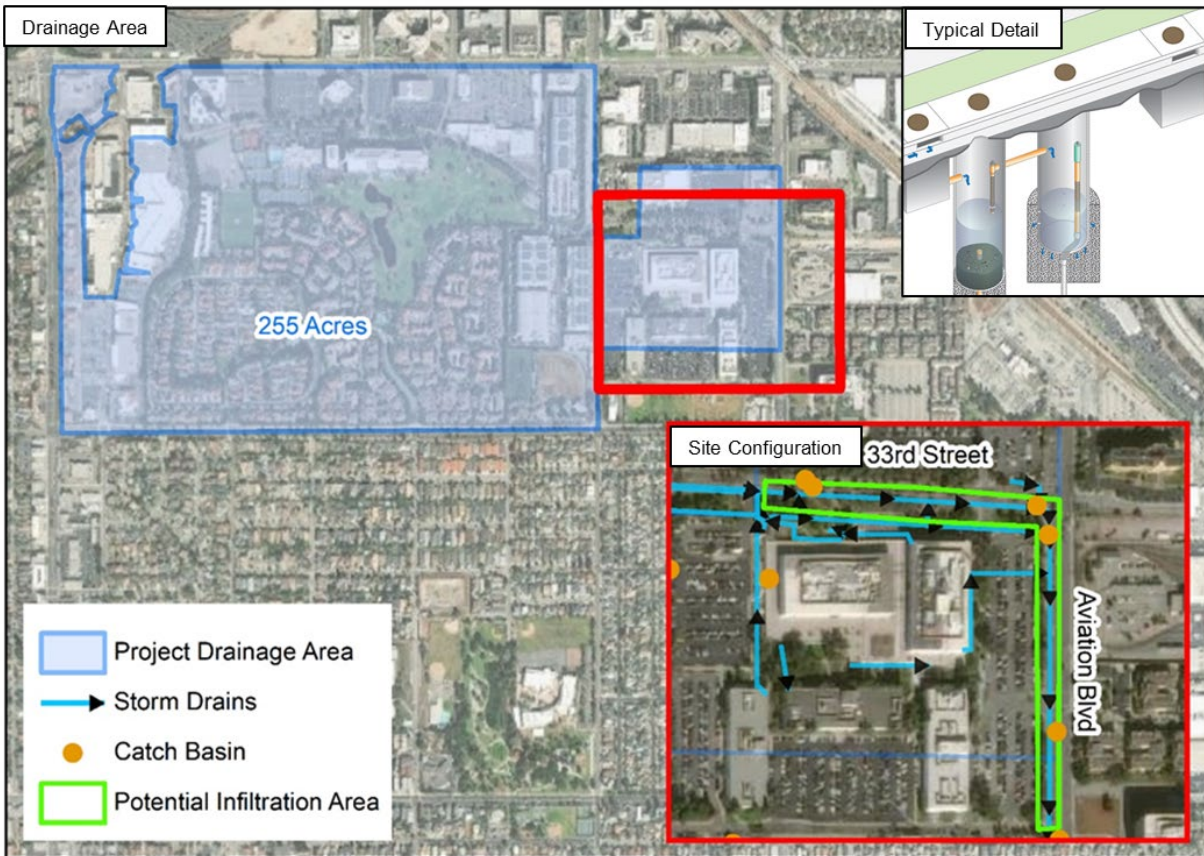 Drainage Area
Typical Detail
255 Acres
Site Configuration
33rd Street
Aviation Blvd
Project Drainage Area
Storm Drains
Catch Basin
Potential Infiltration Area